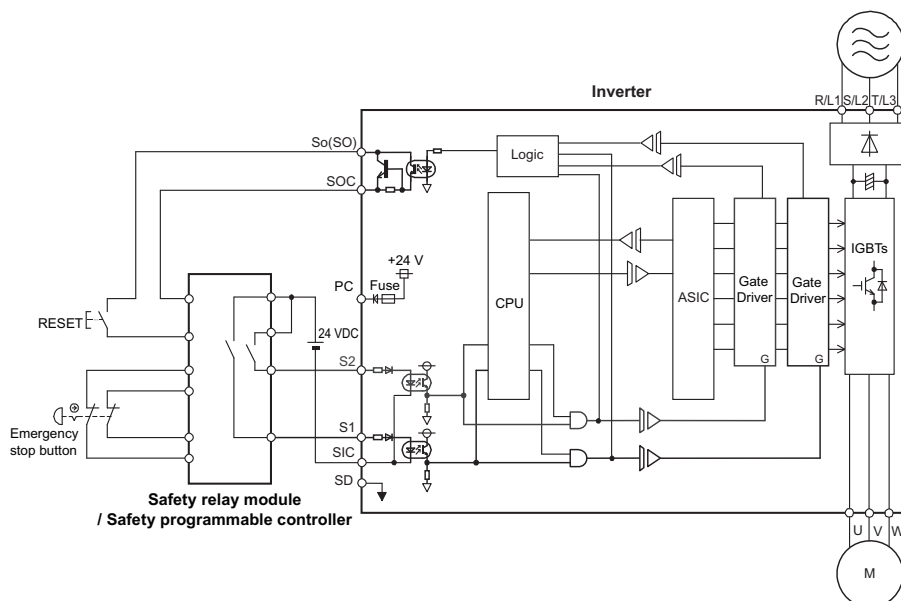 Inverter
R/L1 S/L2 T/L3
So(SO)
SOC
Logic
+24 V
PC
Fuse
CPU
ASIC
Gate
Driver
G
Gate
Driver
G
IGBTs
RESET
24 VDC
S2
S1
SIC
SD
Emergency
stop button
Safety relay module
/ Safety programmable controller
U V W
M